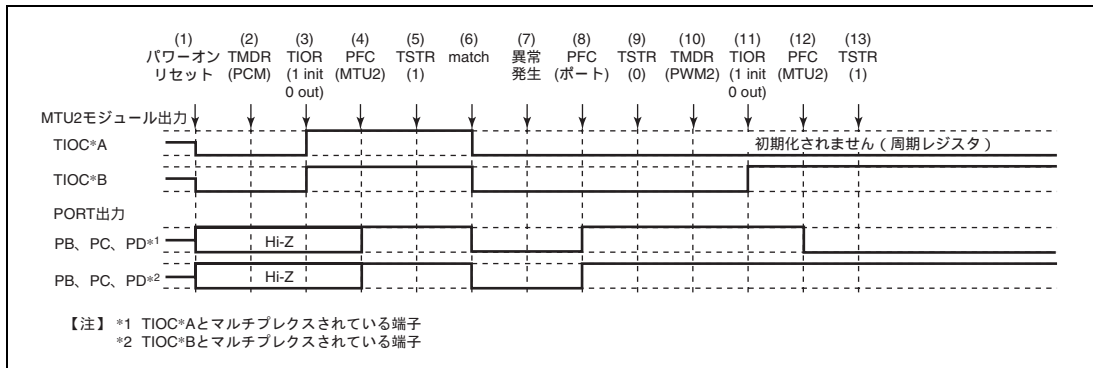 (1) (2) (3) (4) (5) (6) (7) (8) (9) (10) (11) (12) (13)
パワーオン TMDR TIOR PFC TSTR match 異常 PFC TSTR TMDR TIOR PFC TSTR
リセット (PCM) (1 init (MTU2) (1) 発生 (ポート) (0) (PWM2) (1 init (MTU2) (1)
0 out) 0 out)
MTU2モジュール出力
TIOC*A 初期化されません ( 周期レジスタ )
TIOC*B
PORT出力
PB、PC、PD*1 Hi-Z
PB、PC、PD*2 Hi-Z
【注】 *1 TIOC*Aとマルチプレクスされている端子
*2 TIOC*Bとマルチプレクスされている端子